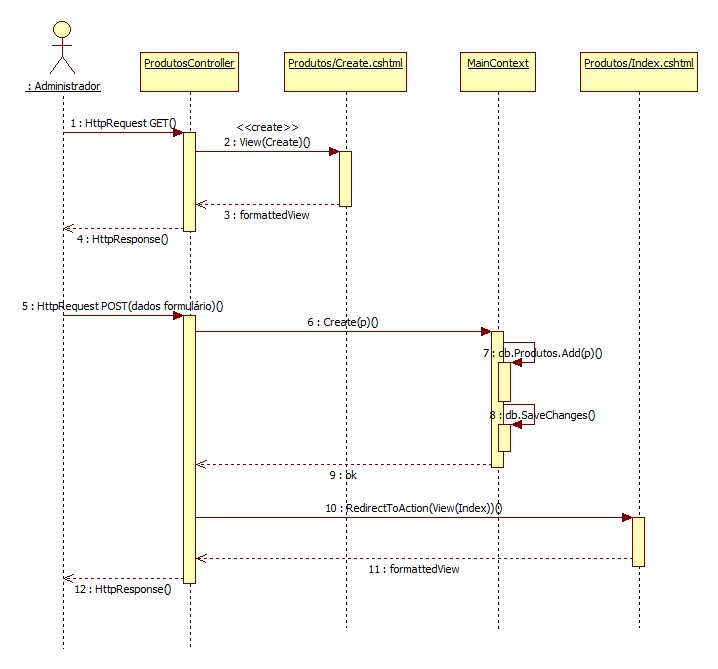 : Administrador
ProdutosController
Produtos/Create.cshtml
MainContext
Produtos/Index.cshtml
1 : HttpRequest GET()
<<create>>
2 : View(Create)()
3 : formattedView
4 : HttpResponse()
5 : HttpRequest POST(dados formulário)()
6 : Create(p)()
7 : db.Produtos.Add(p)()
8 : db.SaveChanges()
9 : ok
10 : RedirectToAction(View(Index))()
11 : formattedView
12 : HttpResponse()